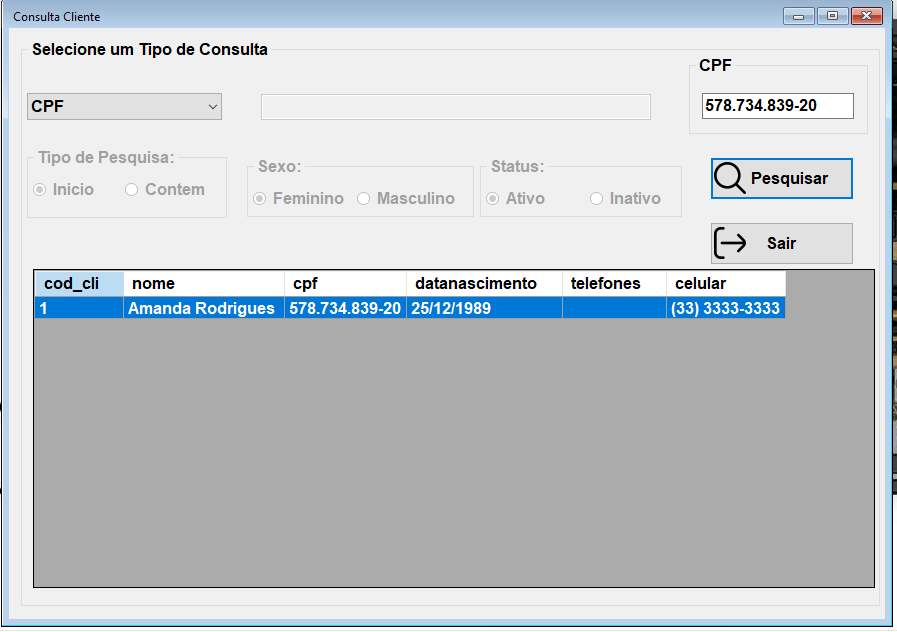 Consulta Cliente
Selecione um Tipo de Consulta
CPF
CPF
578.734.839-20
Tipo de Pesquisa:
Inicio Contem
Sexo:
Feminino Masculino
Status:
Ativo Inativo
Pesquisar
Sair
cod_cli nome cpf datanascimento telefones celular
1 Amanda Rodrigues 578.734.839-20 25/12/1989 (33) 3333-3333